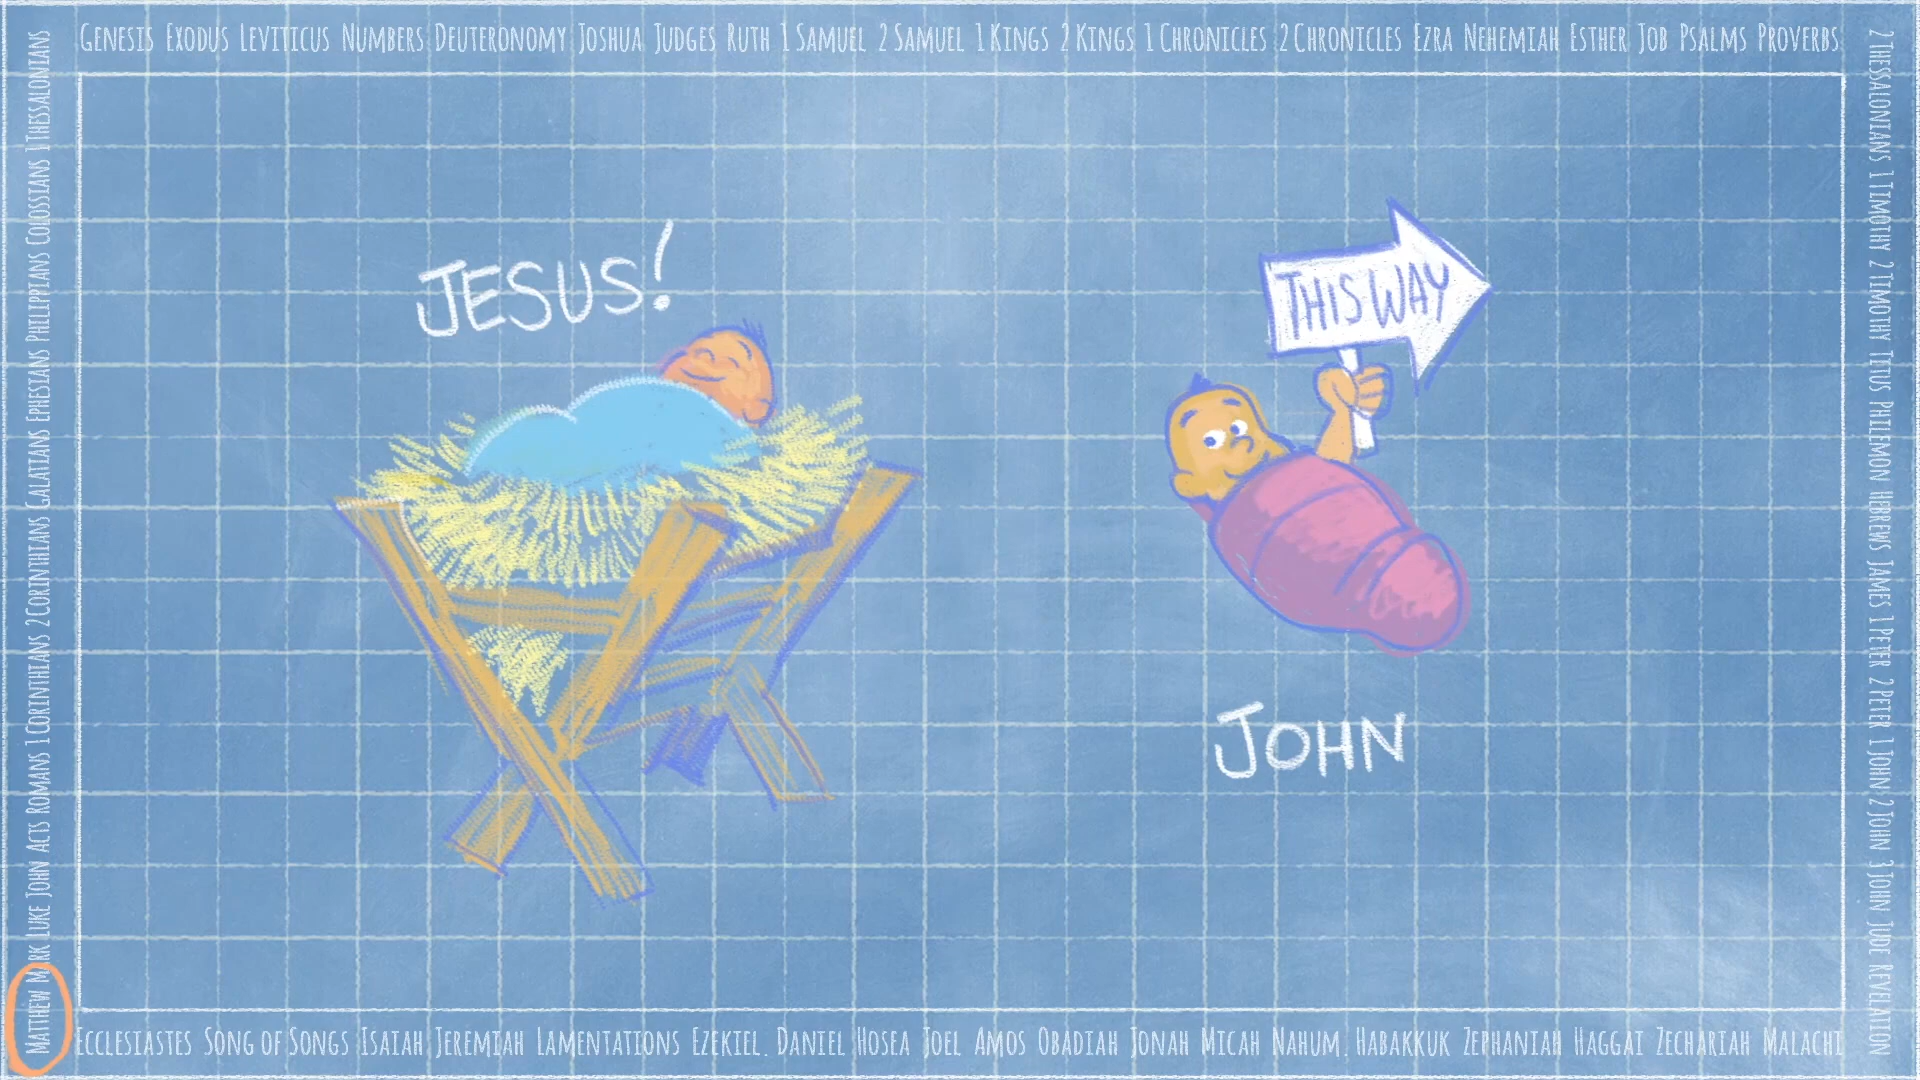 Genesis Exodus Leviticus Numbers Deuteronomy Joshua Judges Ruth 1 Samuel 2 Samuel 1 Kings 2 Kings 1 Chronicles 2 Chronicles Ezra Nehemiah Esther Job Psalms Proverbs
JESUS!
THIS WAY
JOHN
Ecclesiastes Song of Songs Isaiah Jeremiah Lamentations Ezekiel Daniel Hosea Joel Amos Obadiah Jonah Micah Nahum Habakkuk Zephaniah Haggai Zechariah Malachi
Matthew Mark Luke John Acts Romans 1 Corinthians 2 Corinthians Galatians Ephesians Philippians Colossians 1 Thessalonians
2 Thessalonians 1 Timothy 2 Timothy Titus Philemon Hebrews James 1 Peter 2 Peter 1 John 2 John 3 John Jude Revelation